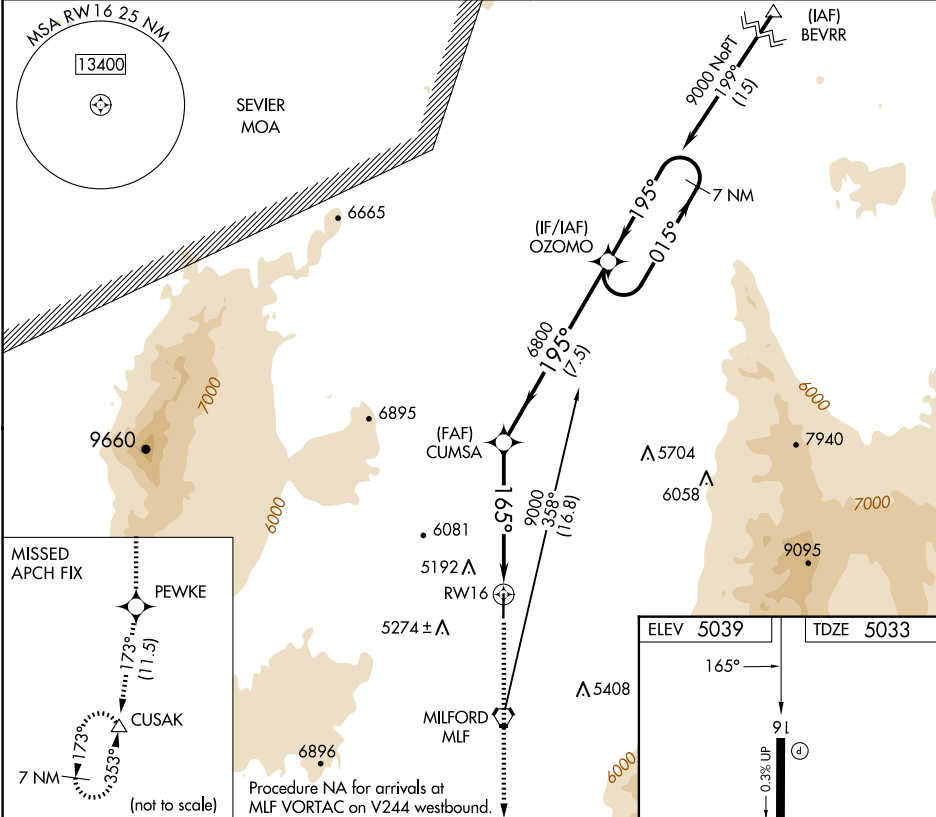 MSA RW16 25 NM
13400
SEVIER
MOA
(IAF)
BEVRR
9000 NoPT
199°
(15)
6665
195°
7 NM
015°
(IF/IAF)
OZOMO
6800
195°
(7.5)
7000
6895
9660
6000
(FAF)
CUMSA
165°
9000
358°
(16.8)
6000
7940
5704
6058
7000
6081
5192
RW16
9095
5274 ±
MISSED
APCH FIX
PEWKE
173°
(11.5)
CUSAK
173°
353°
7 NM
(not to scale)
5408
MILFORD
MLF
6896
6000
Procedure NA for arrivals at
MLF VORTAC on V244 westbound.
ELEV 5039
TDZE 5033
165°
16
P
0.3% UP